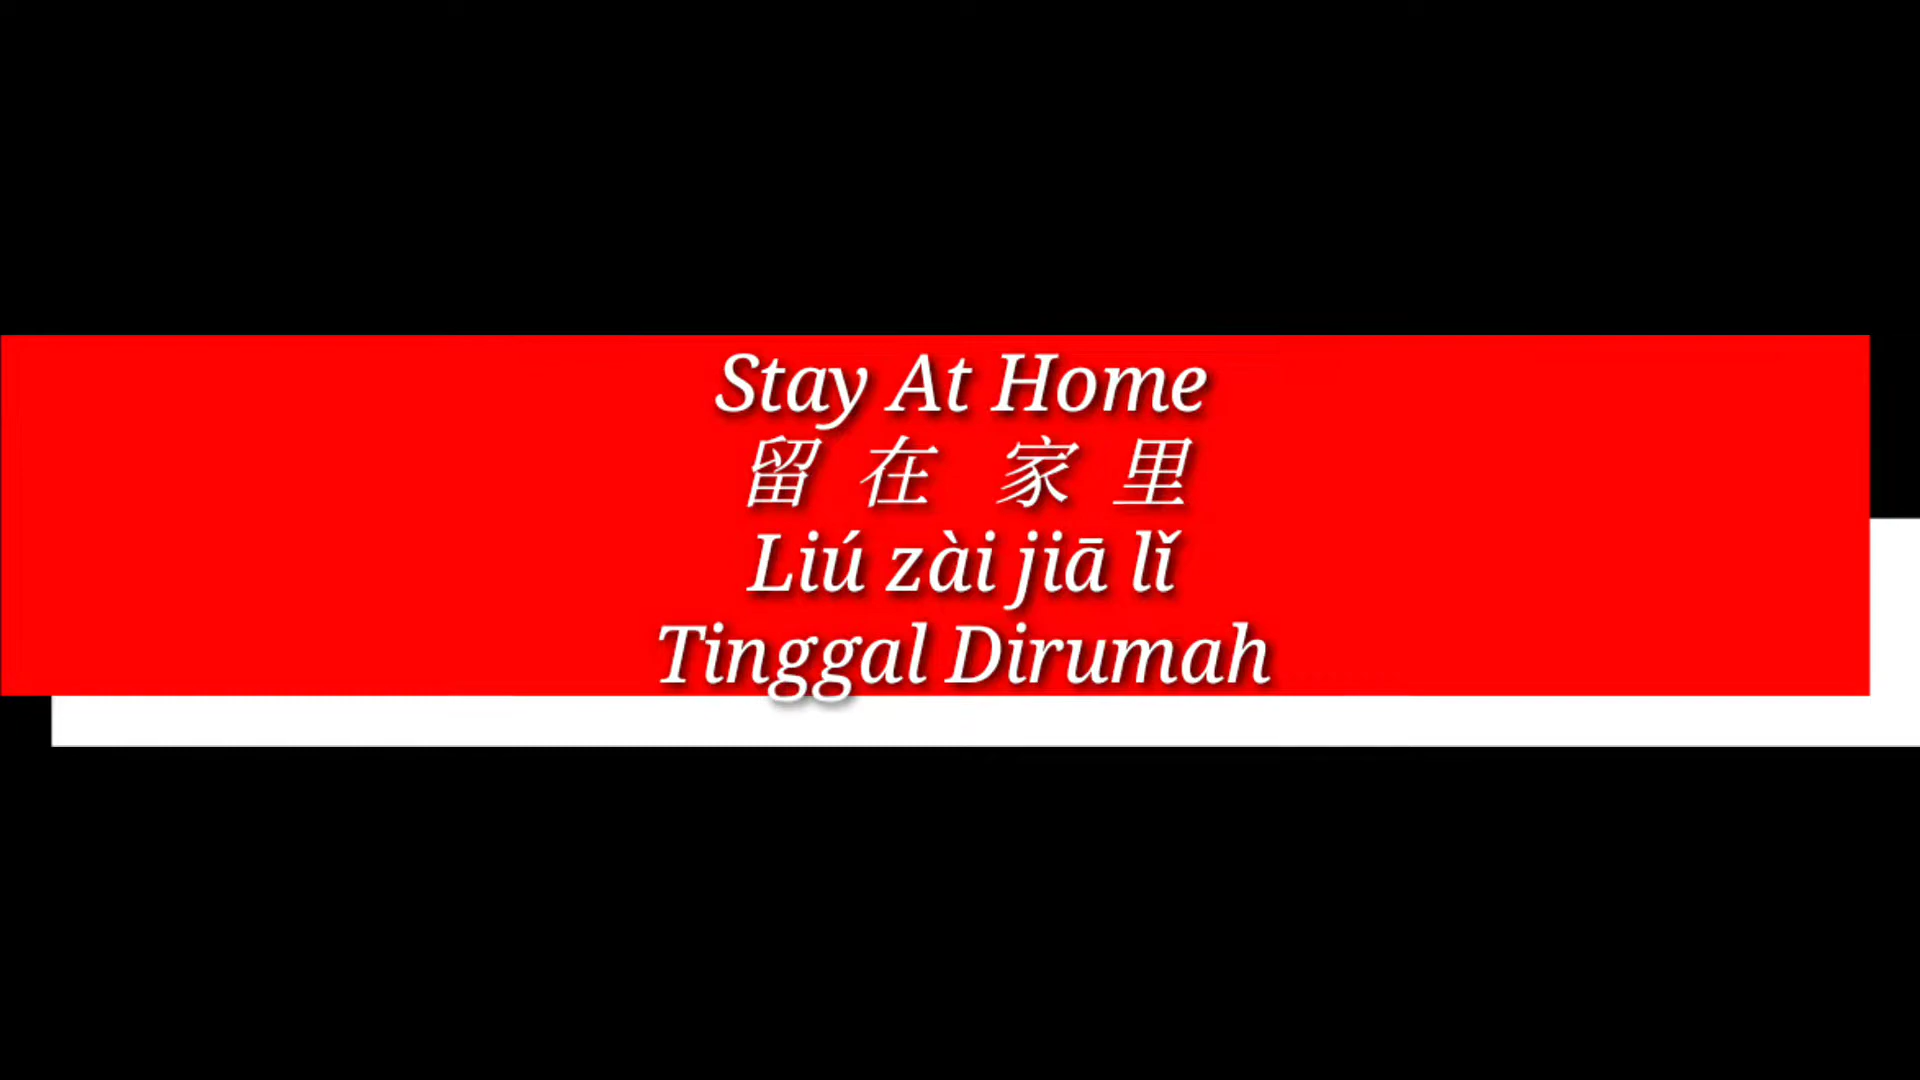 Stay At Home
留 在 家 里
Liú zài jiā lǐ
Tinggal Dirumah